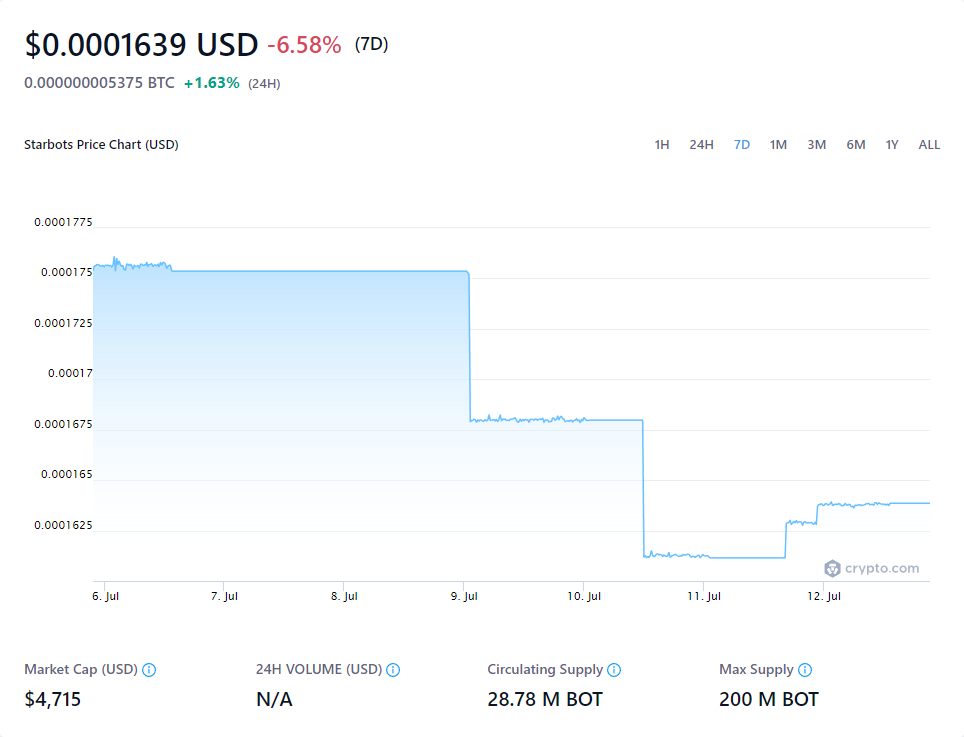 $0.0001639 USD -6.58% (7D)
0.000000005375 BTC +1.63% (24H)
Starbots Price Chart (USD) 1H 24H 7D 1M 3M 6M 1Y ALL
0.0001775
0.000175
0.0001725
0.00017
0.0001675
0.000165
0.0001625
crypto.com
6. Jul 7. Jul 8. Jul 9. Jul 10. Jul 11. Jul 12. Jul
Market Cap (USD) 24H VOLUME (USD) Circulating Supply Max Supply
$4,715 N/A 28.78 M BOT 200 M BOT